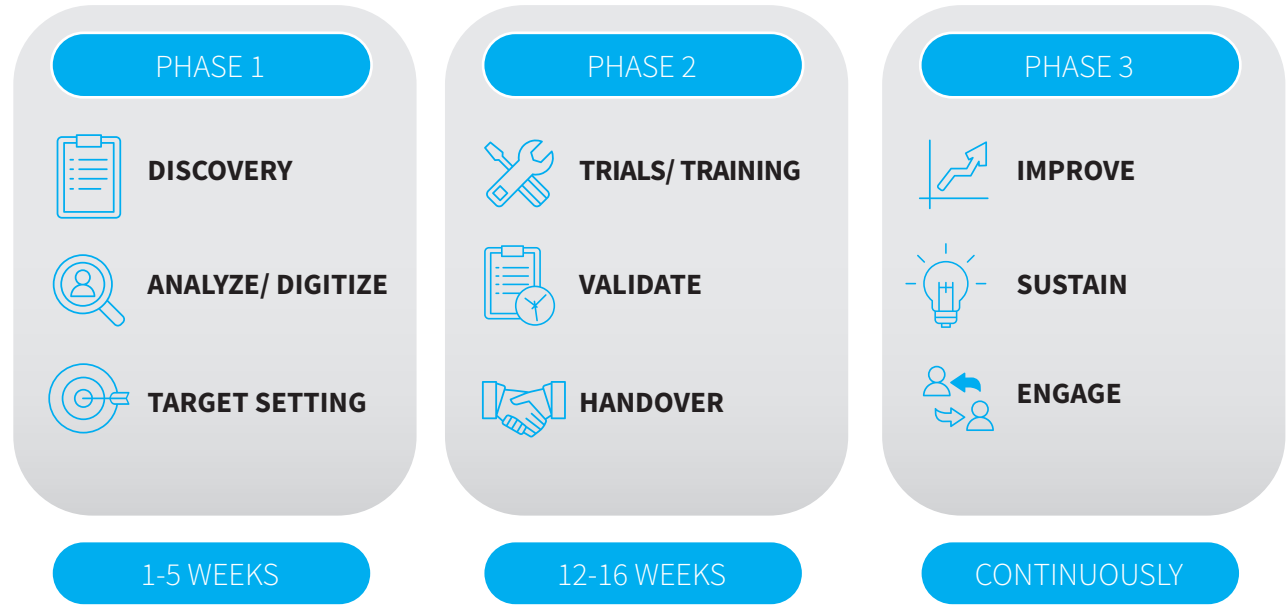 PHASE 1
DISCOVERY
ANALYZE/ DIGITIZE
TARGET SETTING
1-5 WEEKS
PHASE 2
TRIALS/ TRAINING
VALIDATE
HANDOVER
12-16 WEEKS
PHASE 3
IMPROVE
SUSTAIN
ENGAGE
CONTINUOUSLY